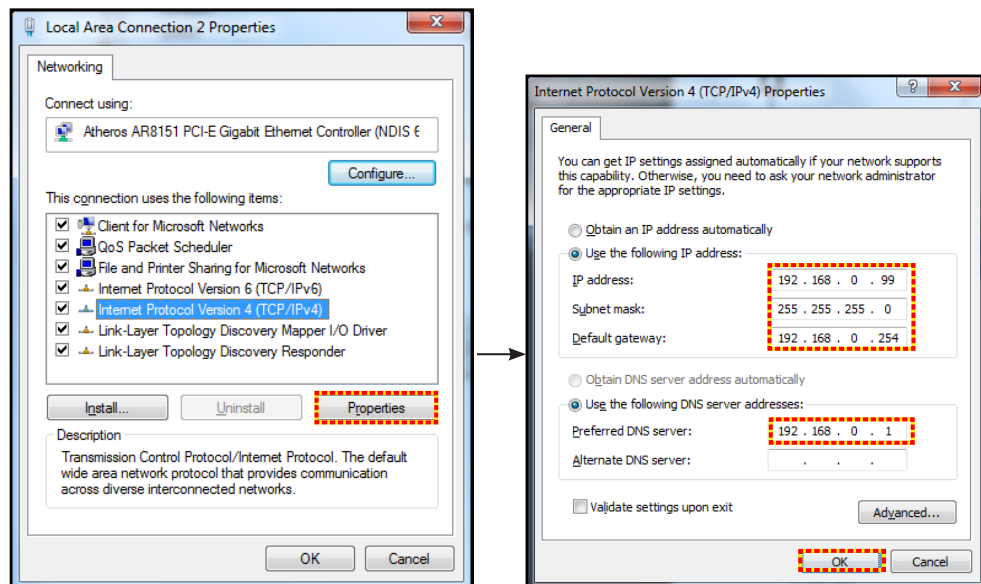 Local Area Connection 2 Properties
Networking
Connect using:
Atheros AR8151 PCI-E Gigabit Ethernet Controller (NDIS 6
Configure...
This connection uses the following items:
Client for Microsoft Networks
QoS Packet Scheduler
File and Printer Sharing for Microsoft Networks
Internet Protocol Version 6 (TCP/IPv6)
Internet Protocol Version 4 (TCP/IPv4)
Link-Layer Topology Discovery Mapper I/O Driver
Link-Layer Topology Discovery Responder
Install...
Uninstall
Properties
Description
Transmission Control Protocol/Internet Protocol. The default
wide area network protocol that provides communication
across diverse interconnected networks.
OK
Cancel
Internet Protocol Version 4 (TCP/IPv4) Properties
General
You can get IP settings assigned automatically if your network supports
this capability. Otherwise, you need to ask your network administrator
for the appropriate IP settings.
Obtain an IP address automatically
Use the following IP address:
IP address: 192 . 168 . 0 . 99
Subnet mask: 255 . 255 . 255 . 0
Default gateway: 192 . 168 . 0 . 254
Obtain DNS server address automatically
Use the following DNS server addresses:
Preferred DNS server: 192 . 168 . 0 . 1
Alternate DNS server: . . .
Validate settings upon exit
Advanced...
OK
Cancel